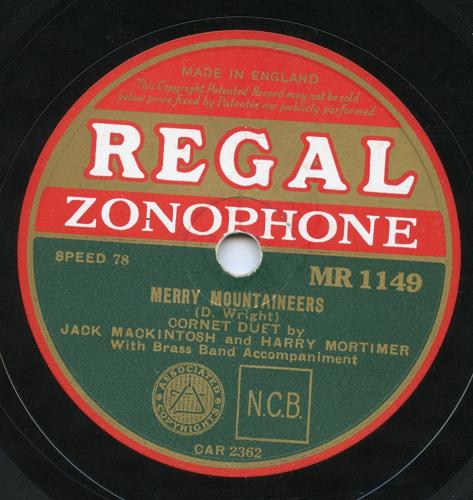 MADE IN ENGLAND
This Copyright Patented Record may not be sold
below price fixed by Patentee, nor publicly performed
REGAL
ZONOPHONE
SPEED 78
MR 1149
MERRY MOUNTAINEERS
(D. Wright)
CORNET DUET by
JACK MACKINTOSH and HARRY MORTIMER
With Brass Band Accompaniment
ASSOCIATED
COPYRIGHTS
N.C.B.
CAR 2362